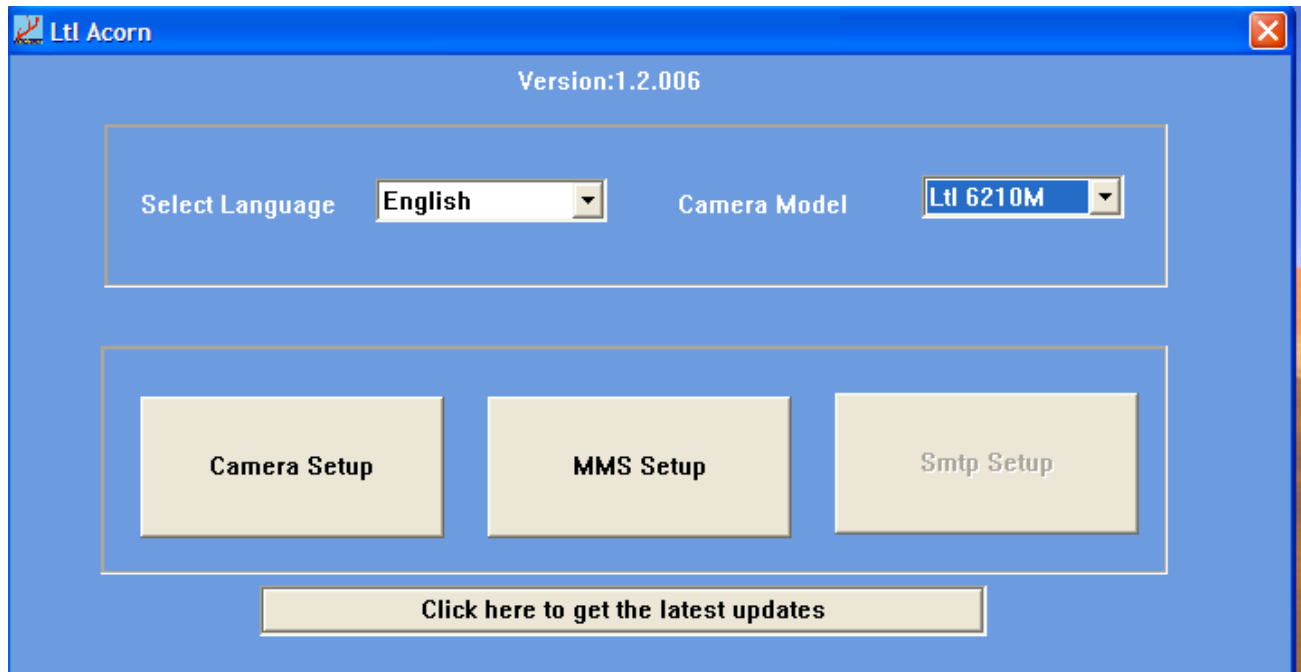 Ltl Acorn
Version:1.2.006
Select Language English Camera Model Ltl 6210M
Camera Setup MMS Setup Smtp Setup
Click here to get the latest updates